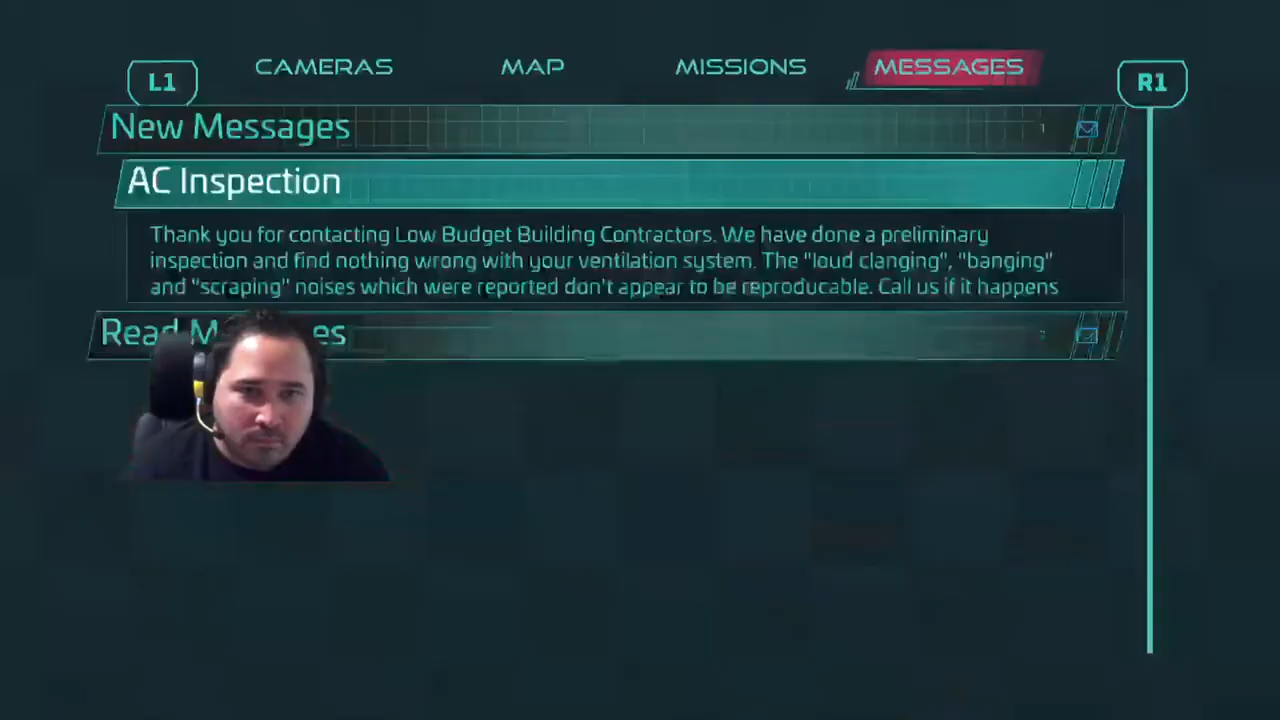 L1 CAMERAS MAP MISSIONS MESSAGES R1
New Messages
AC Inspection
Thank you for contacting Low Budget Building Contractors. We have done a preliminary
inspection and find nothing wrong with your ventilation system. The "loud clanging", "banging"
and "scraping" noises which were reported don't appear to be reproducable. Call us if it happens
Read M es